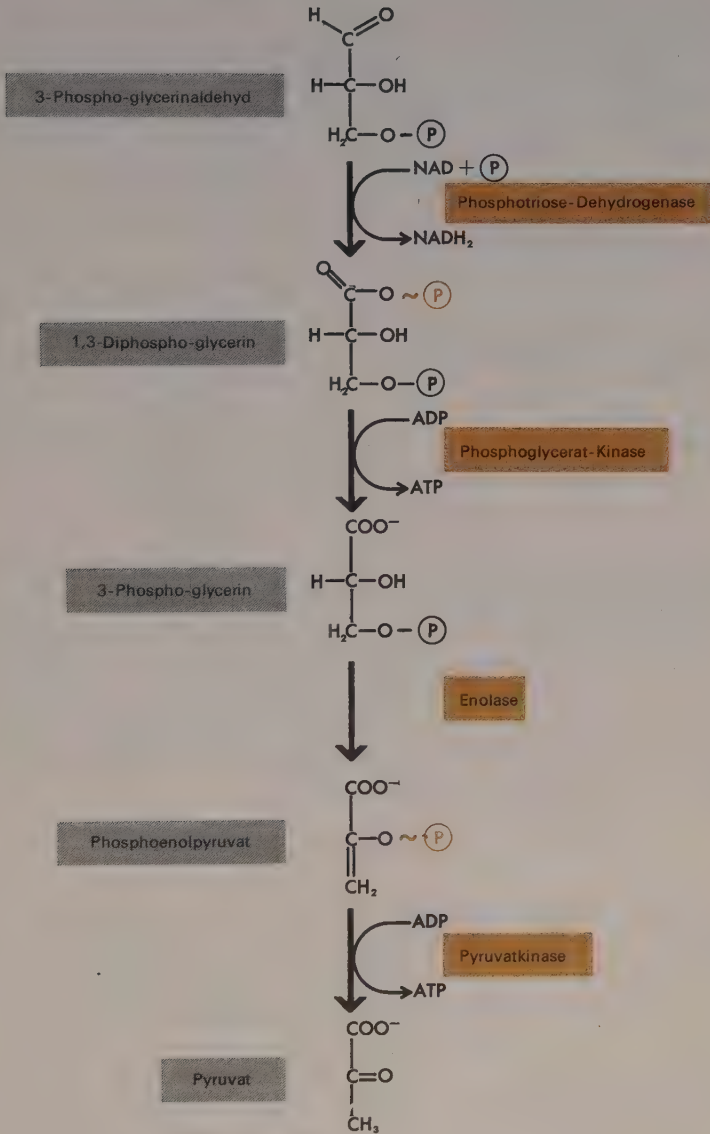 H O
C
3-Phospho-glycerinaldehyd
H—C—OH
H₂C—O—Ⓟ
NAD + Ⓟ
Phosphotriose-Dehydrogenase
NADH₂
O
C—O~Ⓟ
1,3-Diphospho-glycerin
H—C—OH
H₂C—O—Ⓟ
ADP
Phosphoglycerat-Kinase
ATP
COO⁻
3-Phospho-glycerin
H—C—OH
H₂C—O—Ⓟ
Enolase
COO⁻
Phosphoenolpyruvat
C—O~Ⓟ
CH₂
ADP
Pyruvatkinase
ATP
COO⁻
Pyruvat
C=O
CH₃